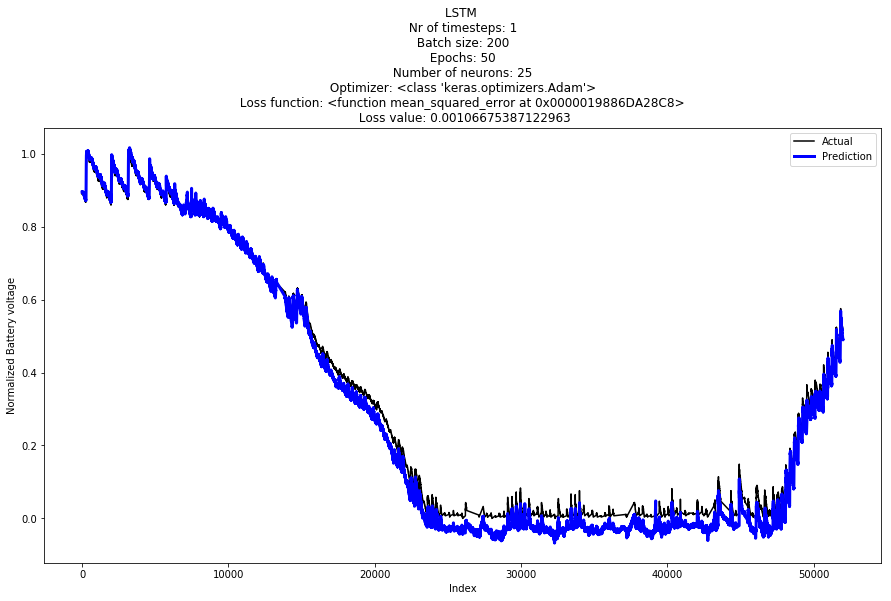 LSTM
Nr of timesteps: 1
Batch size: 200
Epochs: 50
Number of neurons: 25
Optimizer: <class 'keras.optimizers.Adam'>
Loss function: <function mean_squared_error at 0x0000019886DA28C8>
Loss value: 0.00106675387122963
Actual
Prediction
1.0
0.8
0.6
0.4
0.2
0.0
Normalized Battery voltage
0 10000 20000 30000 40000 50000
Index